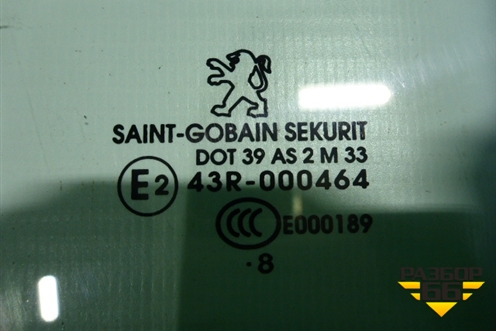 SAINT-GOBAIN SEKURIT
DOT 39 AS 2 M 33
E2 43R-000464
CCC E000189
.8
РАЗБОР
66